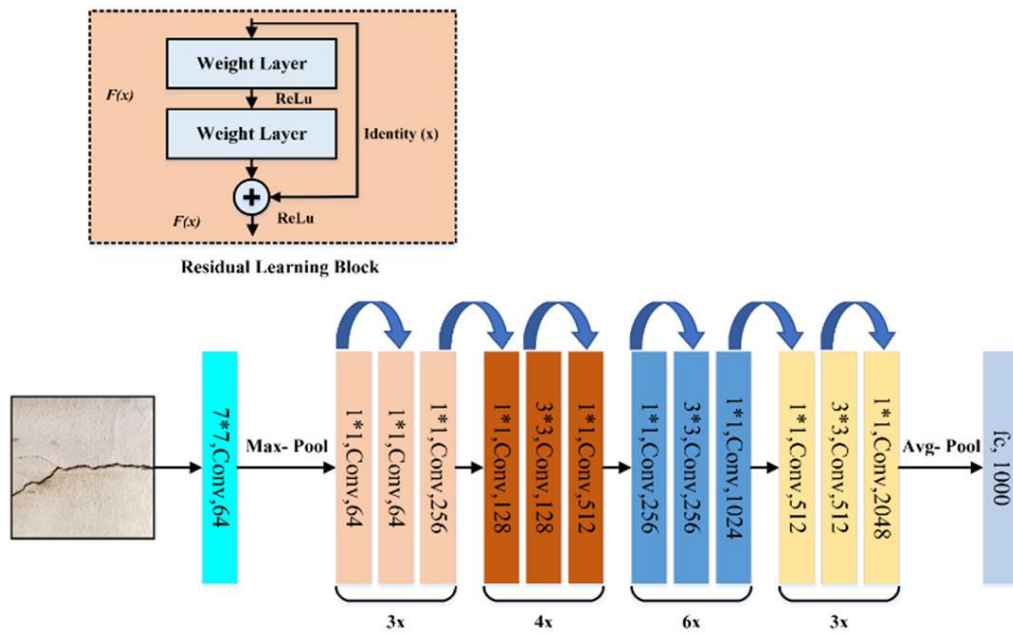 Weight Layer
F(x)
ReLu
Weight Layer
Identity (x)
F(x)
ReLu
Residual Learning Block
7*7,Conv,64
Max- Pool
1*1,Conv,64
1*1,Conv,64
1*1,Conv,256
1*1,Conv,128
3*3,Conv,128
1*1,Conv,512
1*1,Conv,256
3*3,Conv,256
1*1,Conv,1024
1*1,Conv,512
3*3,Conv,512
1*1,Conv,2048
Avg- Pool
fc, 1000
3x
4x
6x
3x